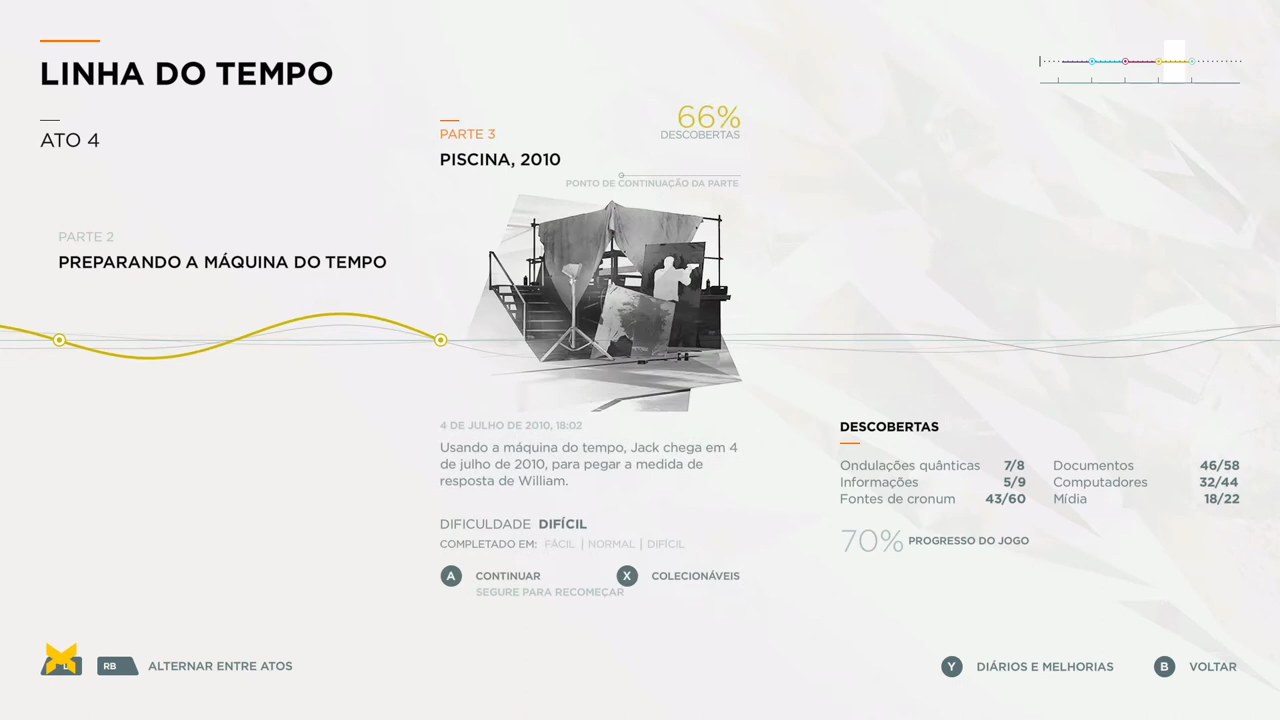 LINHA DO TEMPO
ATO 4
PARTE 2
PREPARANDO A MÁQUINA DO TEMPO
PARTE 3
66%
DESCOBERTAS
PISCINA, 2010
PONTO DE CONTINUAÇÃO DA PARTE
4 DE JULHO DE 2010, 18:02
Usando a máquina do tempo, Jack chega em 4
de julho de 2010, para pegar a medida de
resposta de William.
DIFICULDADE DIFÍCIL
COMPLETADO EM: FÁCIL | NORMAL | DIFÍCIL
A CONTINUAR X COLECIONÁVEIS
SEGURE PARA RECOMEÇAR
DESCOBERTAS
Ondulações quânticas 7/8 Documentos 46/58
Informações 5/9 Computadores 32/44
Fontes de cronum 43/60 Mídia 18/22
70% PROGRESSO DO JOGO
RB ALTERNAR ENTRE ATOS
Y DIÁRIOS E MELHORIAS B VOLTAR